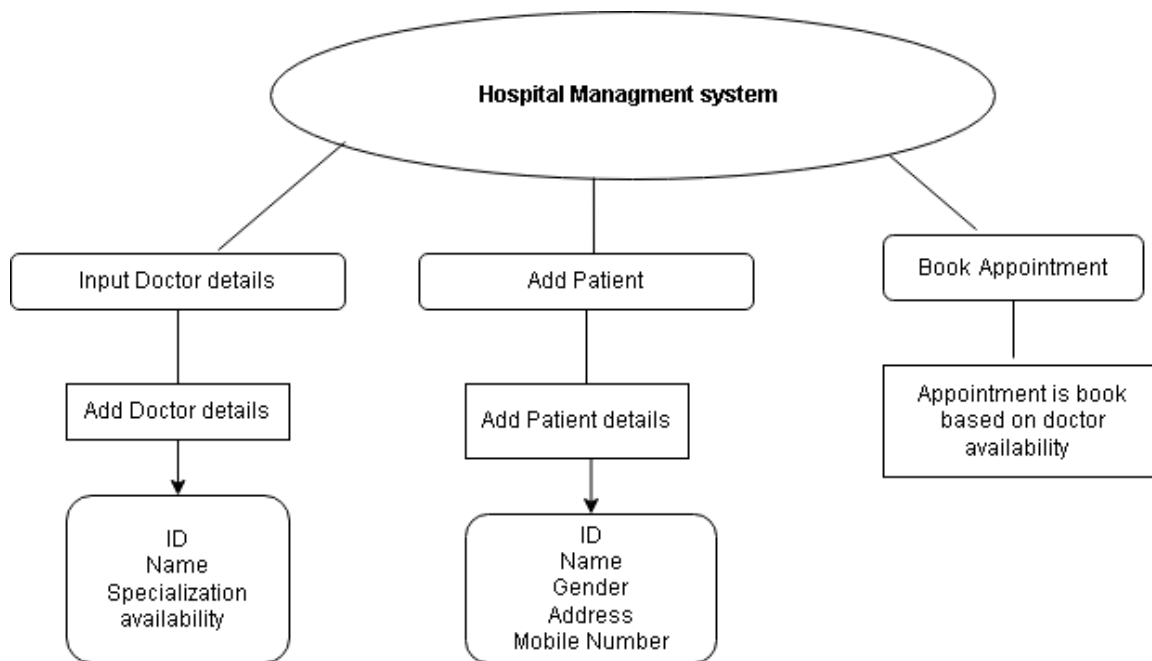 Hospital Managment system
Input Doctor details
Add Patient
Book Appointment
Add Doctor details
Add Patient details
Appointment is book
based on doctor
availability
ID
Name
Specialization
availability
ID
Name
Gender
Address
Mobile Number